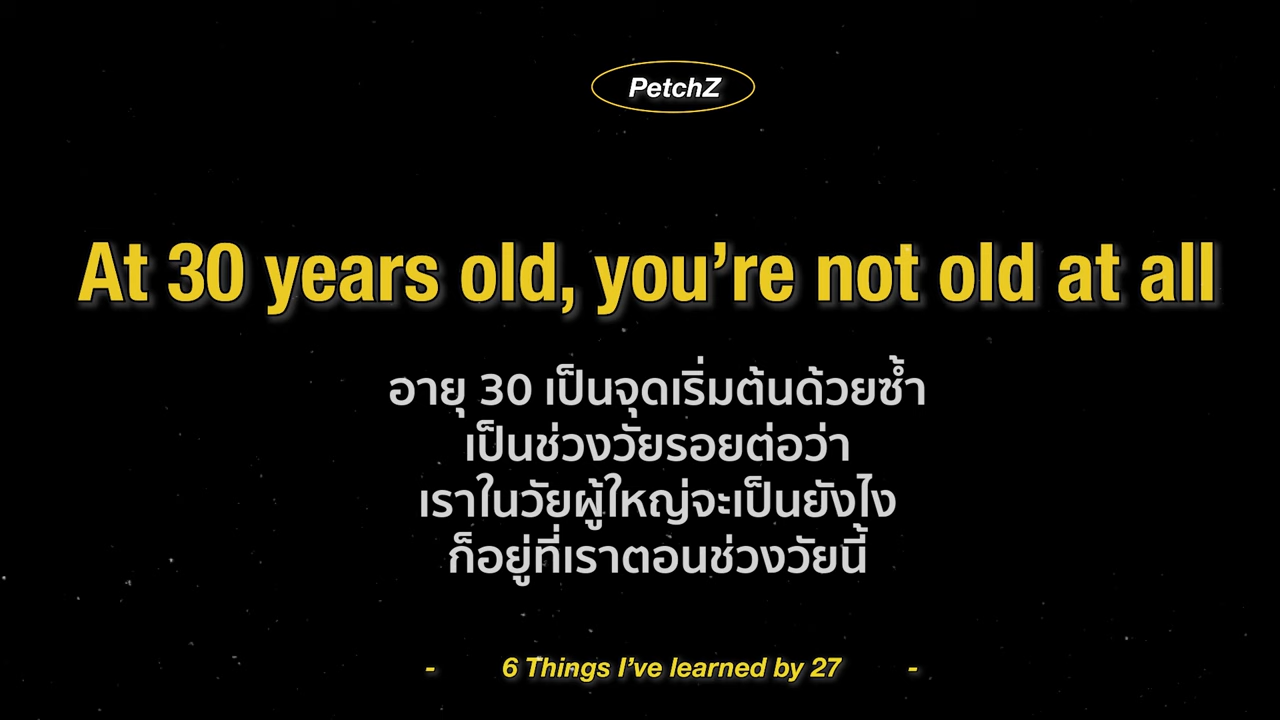 PetchZ
At 30 years old, you’re not old at all
อายุ 30 เป็นจุดเริ่มต้นด้วยซ้ำ
เป็นช่วงวัยรอยต่อว่า
เราในวัยผู้ใหญ่จะเป็นยังไง
ก็อยู่ที่เราตอนช่วงวัยนี้
- 6 Things I’ve learned by 27 -